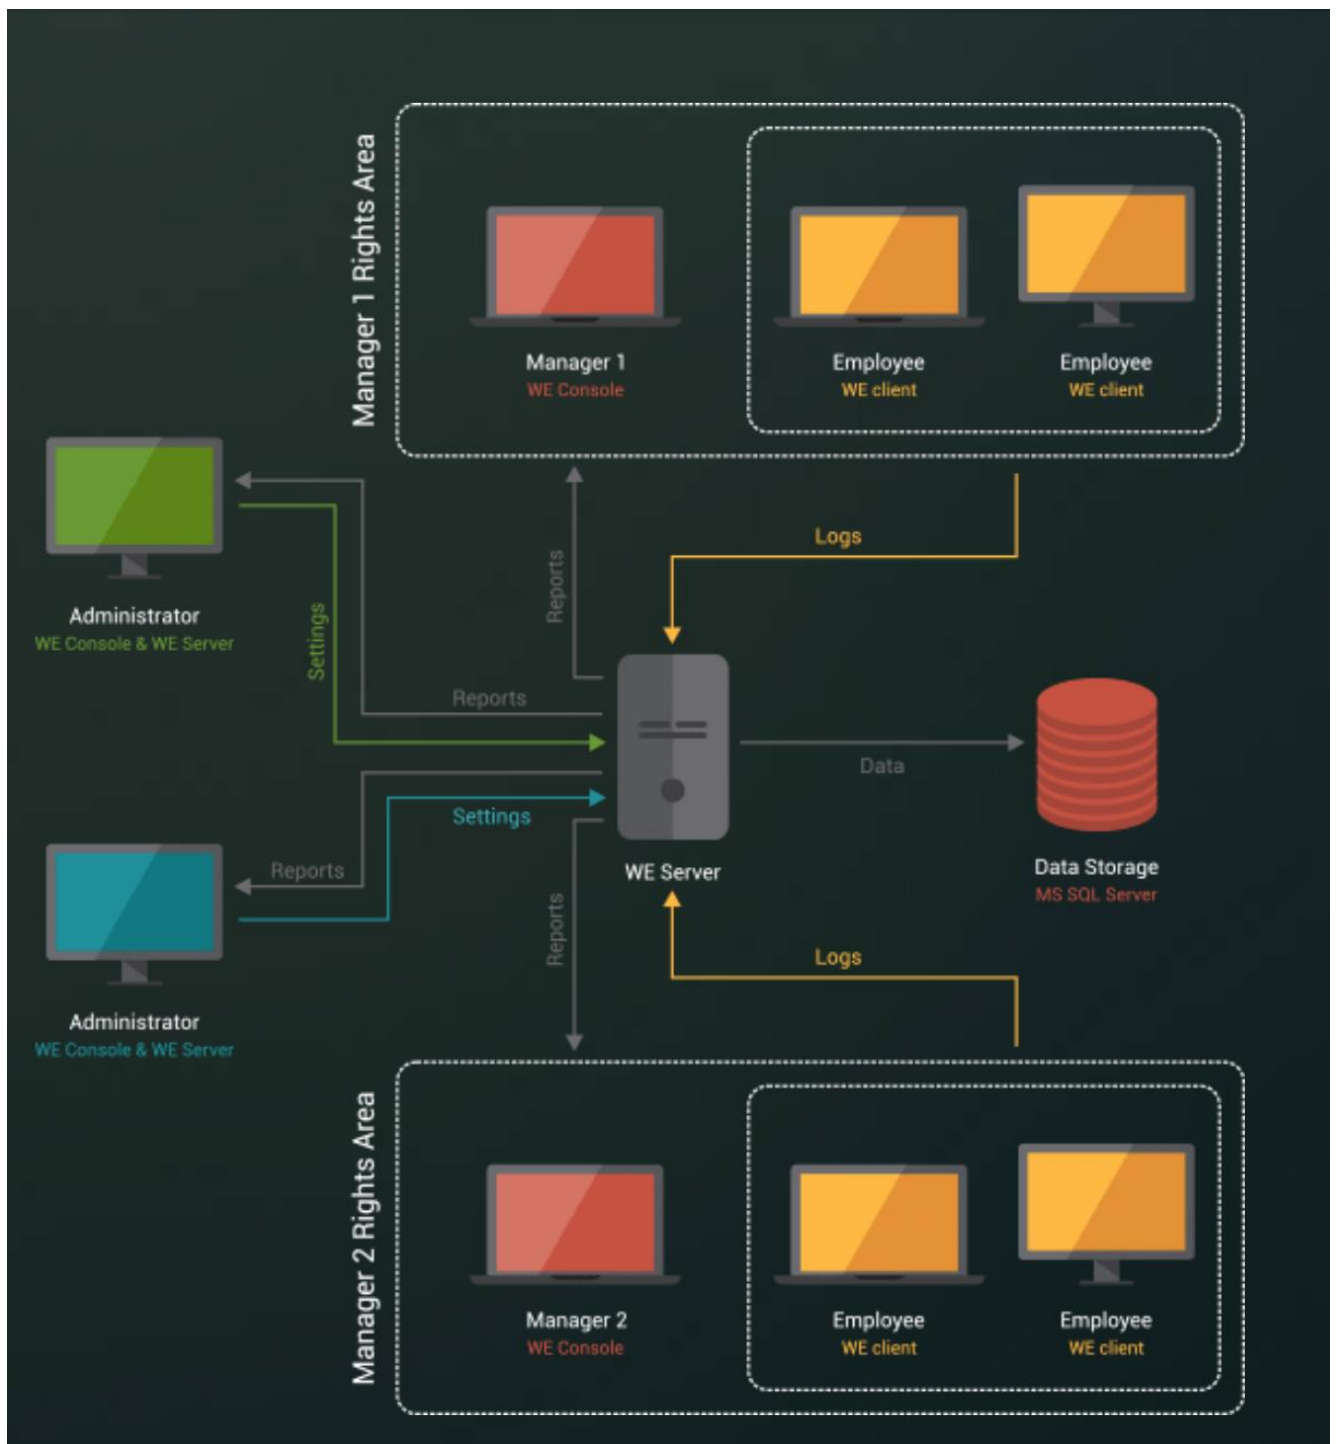 Manager 1 Rights Area
Manager 1
WE Console
Employee
WE client
Employee
WE client
Administrator
WE Console & WE Server
Settings
Reports
Reports
Logs
Data
Settings
Reports
Reports
WE Server
Data Storage
MS SQL Server
Logs
Administrator
WE Console & WE Server
Manager 2 Rights Area
Manager 2
WE Console
Employee
WE client
Employee
WE client